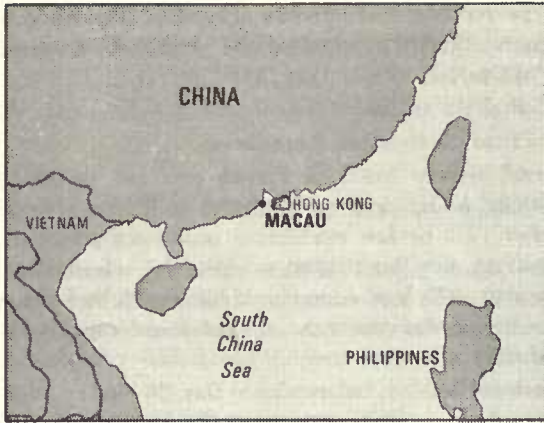 CHINA
HONG KONG
MACAU
VIETNAM
South
China
Sea
PHILIPPINES